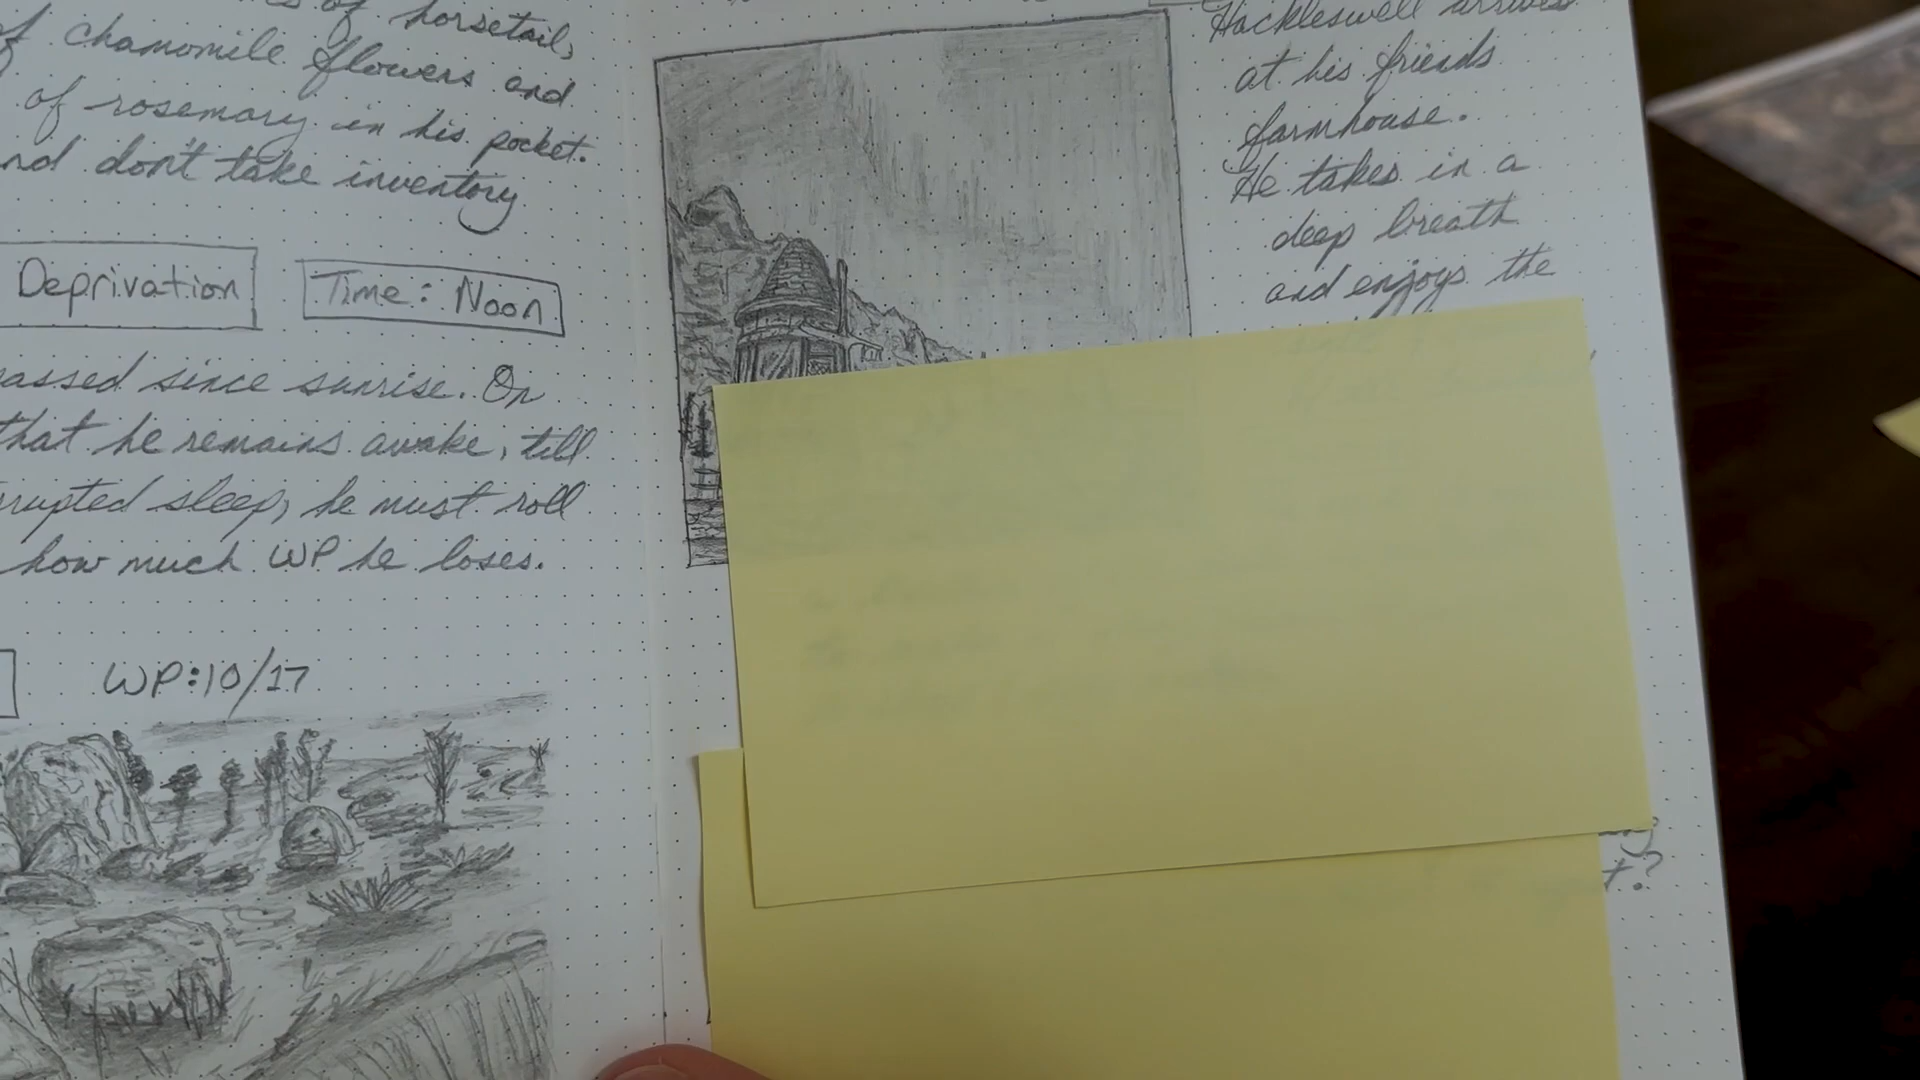 of horsetail,
of chamomile flowers and
of rosemary in his pocket.
and don't take inventory
Deprivation
Time: Noon
passed since sunrise. On
that he remains awake, till
rrupted sleep, he must roll
how much WP he loses.
WP:10/17
Hackleswell arrives
at his friends
farmhouse.
He takes in a
deep breath
and enjoys the
t.?